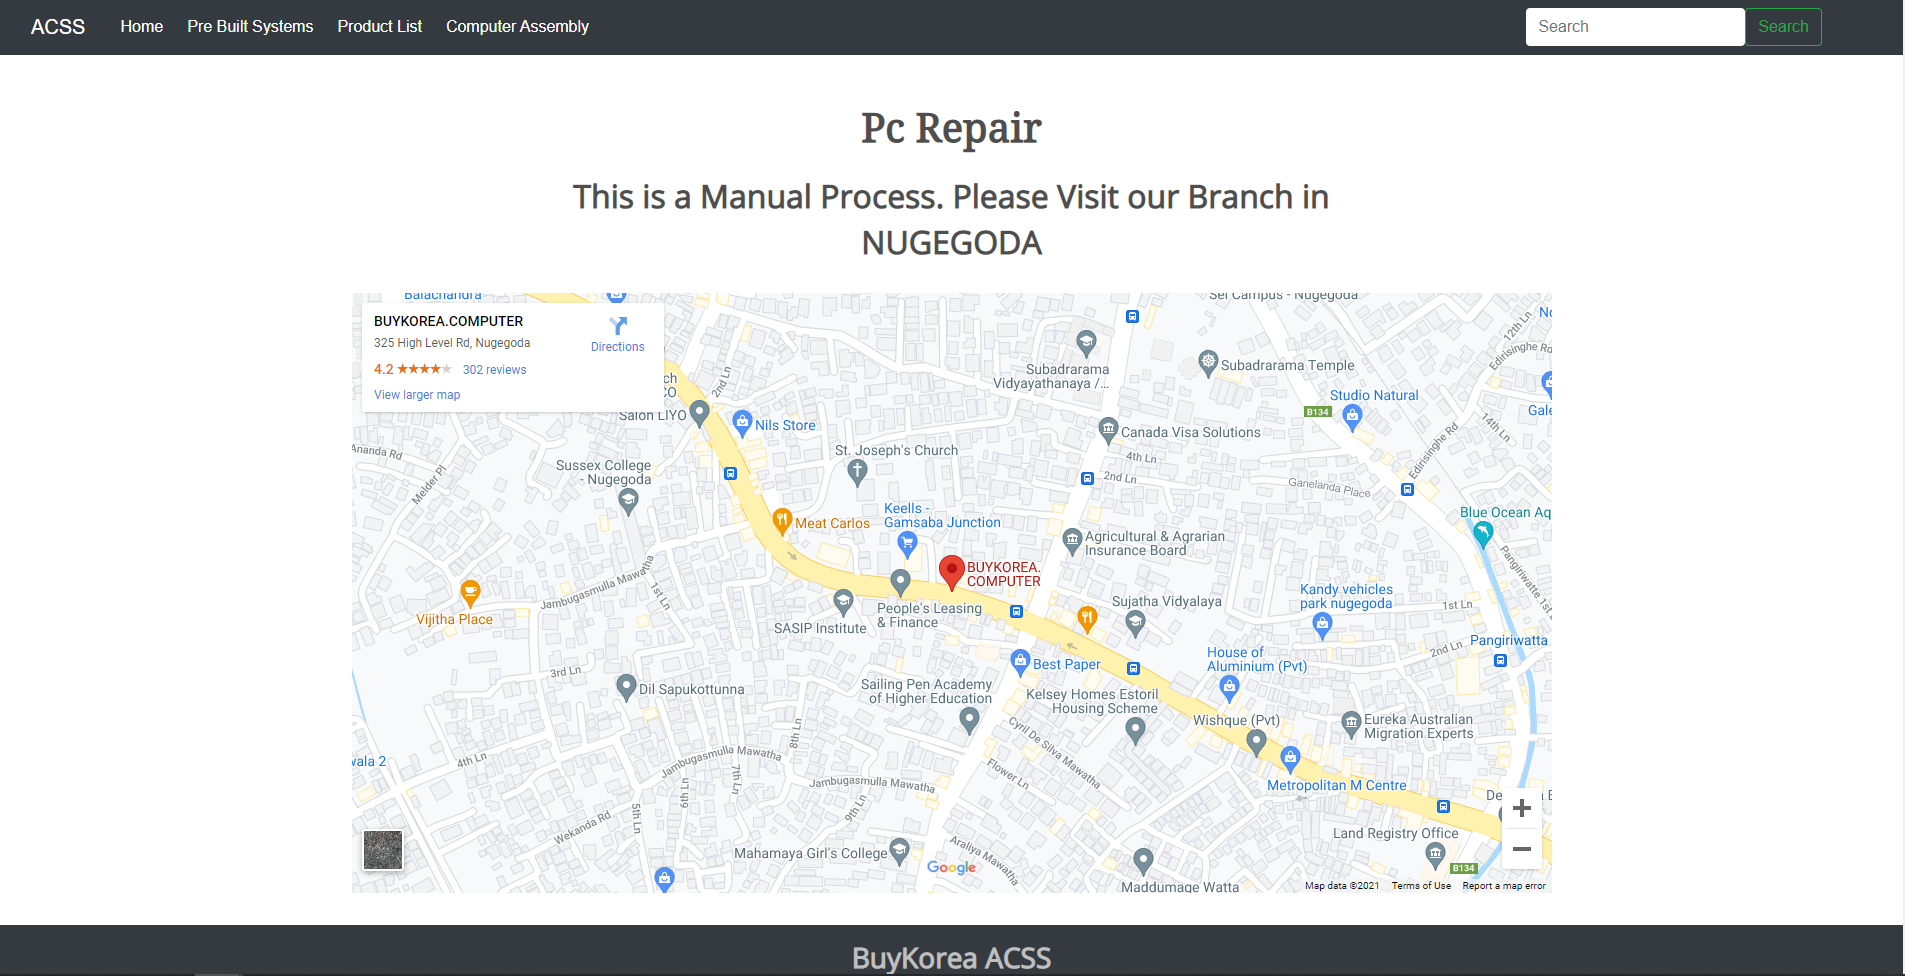 ACSS Home Pre Built Systems Product List Computer Assembly Search Search
Pc Repair
This is a Manual Process. Please Visit our Branch in
NUGEGODA
Balachandra
Sei Campus - Nugegoda
BUYKOREA.COMPUTER
325 High Level Rd, Nugegoda
Directions
4.2 302 reviews
View larger map
2nd Ln
12th Ln
Edirisinghe Rd
Subadrarama
Vidyayathanaya /...
Subadrarama Temple
Studio Natural
B134
Gale
Salon LIYO
Nils Store
14th Ln
Canada Visa Solutions
St. Joseph's Church
Ananda Rd
Melder Pl
Sussex College
- Nugegoda
4th Ln
2nd Ln
Ganelanda Place
Edirisinghe Rd
Keells -
Gamsaba Junction
Meat Carlos
Blue Ocean Aq
Agricultural & Agrarian
Insurance Board
Pangiriwatte 1st
BUYKOREA.
COMPUTER
Jambugasmulla Mawatha
1st Ln
Vijitha Place
People's Leasing
& Finance
SASIP Institute
Sujatha Vidyalaya
Kandy vehicles
park nugegoda
1st Ln
Pangiriwatta
2nd Ln
House of
Aluminium (Pvt)
Best Paper
3rd Ln
Dil Sapukottunna
Sailing Pen Academy
of Higher Education
Kelsey Homes Estoril
Housing Scheme
Wishque (Pvt)
Eureka Australian
Migration Experts
8th Ln
Cyril De Silva Mawatha
Jambugasmulla Mawatha
wala 2
4th Ln
7th Ln
6th Ln
Flower Ln
Jambugasmulla Mawatha
Metropolitan M Centre
9th Ln
5th Ln
Wekanda Rd
Land Registry Office
Mahamaya Girl's College
Aralliya Mawatha
Google
B134
Maddumage Watta
Map data ©2021 Terms of Use Report a map error
BuyKorea ACSS